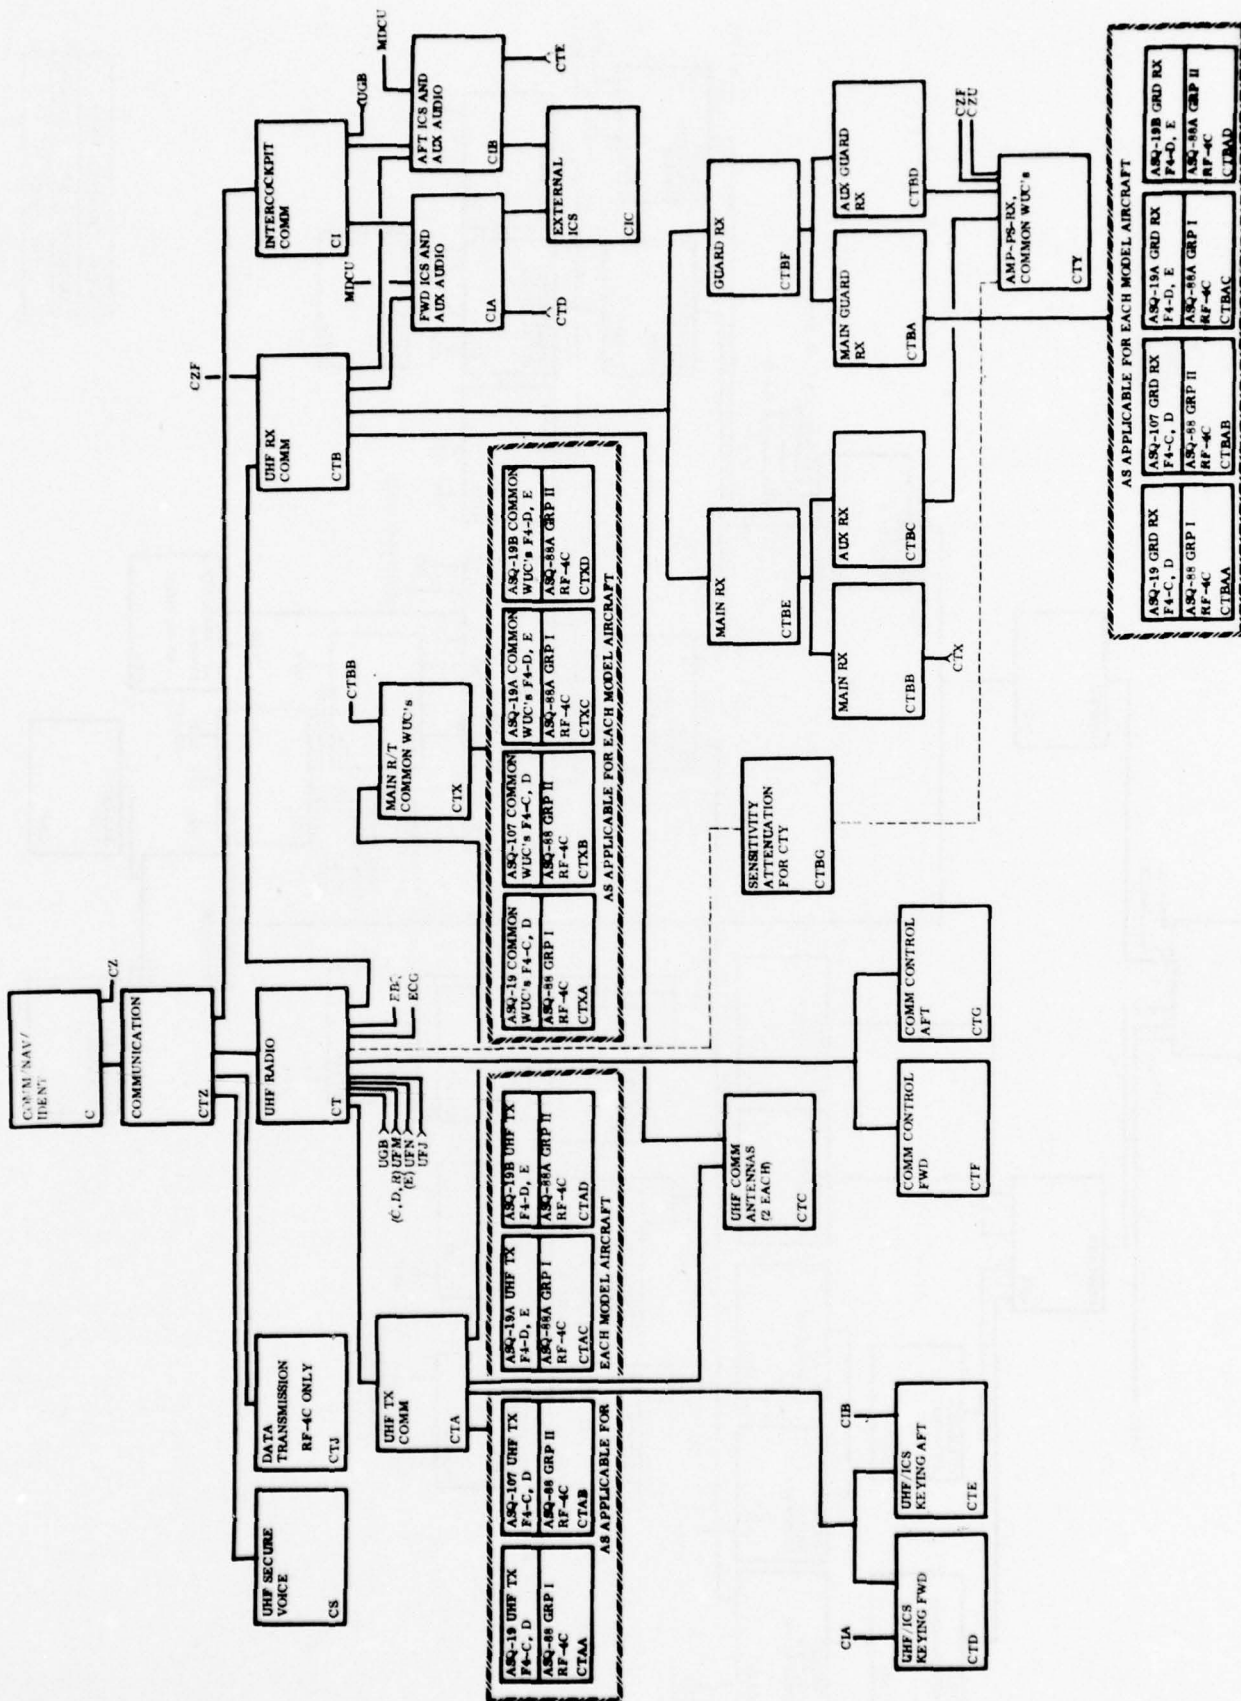 COMM/NAV/
IDENT
C
CZ
COMMUNICATION
CTZ
UHF SECURE
VOICE
CS
DATA
TRANSMISSION
RF-4C ONLY
CTJ
UHF RADIO
CT
UGB
(C, D, R) UFM
(E) UFN
UFJ
ECG
CZF
UHF RX
COMM
CTB
INTERCOCKPIT
COMM
CI
UGB
UHF TX
COMM
CTA
MAIN R/T
COMMON WUC's
CTX
CTBB
MDCU
FWD ICS AND
AUX AUDIO
CIA
CTD
MDCU
AFT ICS AND
AUX AUDIO
CIB
CTE
EXTERNAL
ICS
CIC
ASQ-19 UHF TX
F4-C, D
ASQ-88 GRP I
RF-4C
CTAA
ASQ-107 UHF TX
F4-C, D
ASQ-88 GRP II
RF-4C
CTAB
ASQ-19A UHF TX
F4-D, E
ASQ-88A GRP I
RF-4C
CTAC
ASQ-19B UHF TX
F4-D, E
ASQ-88A GRP II
RF-4C
CTAD
AS APPLICABLE FOR EACH MODEL AIRCRAFT
ASQ-19 COMMON
WUC's F4-C, D
ASQ-88 GRP I
RF-4C
CTXA
ASQ-107 COMMON
WUC's F4-C, D
ASQ-88 GRP II
RF-4C
CTXB
ASQ-19A COMMON
WUC's F4-D, E
ASQ-88A GRP I
RF-4C
CTXC
ASQ-19B COMMON
WUC's F4-D, E
ASQ-88A GRP II
RF-4C
CTXD
AS APPLICABLE FOR EACH MODEL AIRCRAFT
UHF COMM
ANTENNAS
(2 EACH)
CTC
SENSITIVITY
ATTENUATION
FOR CTY
CTBG
MAIN RX
CTBE
GUARD RX
CTBF
CIA
UHF/ICS
KEYING FWD
CTD
CIB
UHF/ICS
KEYING AFT
CTE
COMM CONTROL
FWD
CTF
COMM CONTROL
AFT
CTG
MAIN RX
CTBB
CTX
AUX RX
CTBC
MAIN GUARD
RX
CTBA
AUX GUARD
RX
CTBD
CZF
CZU
AMP-PS-RX,
COMMON WUC's
CTY
AS APPLICABLE FOR EACH MODEL AIRCRAFT
ASQ-19 GRD RX
F4-C, D
ASQ-88 GRP I
RF-4C
CTBAA
ASQ-107 GRD RX
F4-C, D
ASQ-88 GRP II
RF-4C
CTBAB
ASQ-19A GRD RX
F4-D, E
ASQ-88A GRP I
RF-4C
CTBAC
ASQ-19B GRD RX
F4-D, E
ASQ-88A GRP II
RF-4C
CTBAD